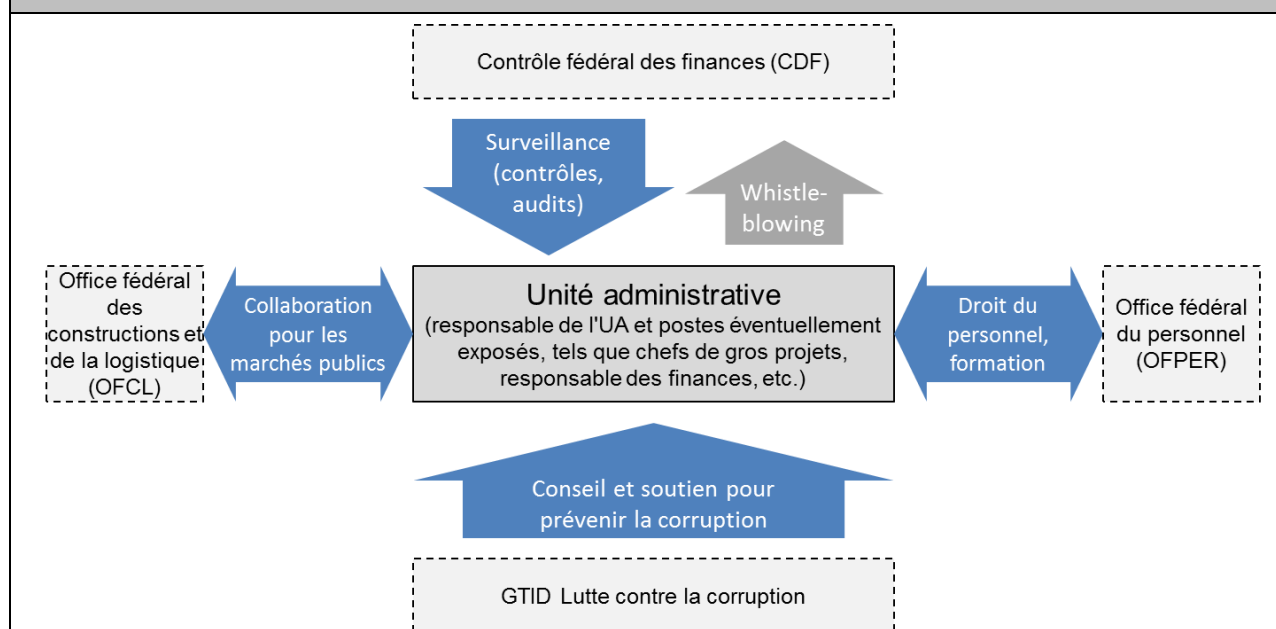 Contrôle fédéral des finances (CDF)
Surveillance
(contrôles,
audits)
Whistle-
blowing
Office fédéral
des
constructions et
de la logistique
(OFCL)
Collaboration
pour les
marchés publics
Unité administrative
(responsable de l'UA et postes éventuellement
exposés, tels que chefs de gros projets,
responsable des finances, etc.)
Droit du
personnel,
formation
Office fédéral
du personnel
(OFPER)
Conseil et soutien pour
prévenir la corruption
GTID Lutte contre la corruption